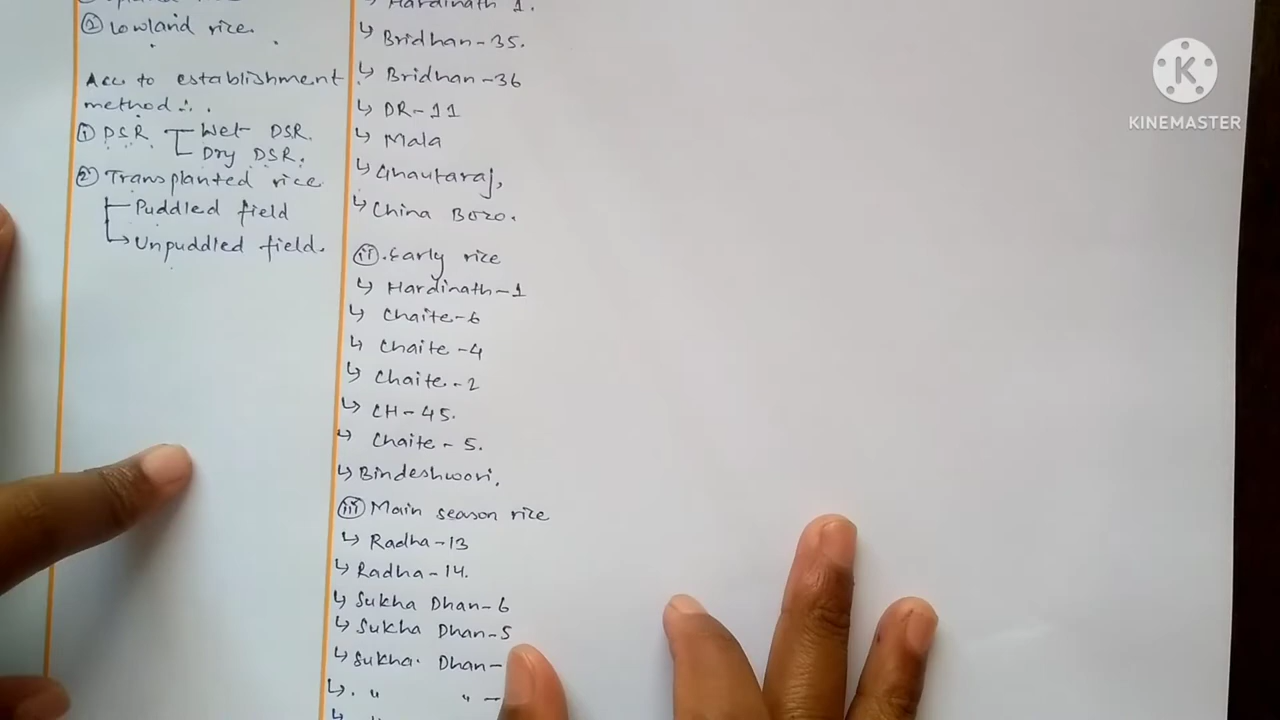 ② Lowland rice.
Acc to establishment
method :.
① DSR Wet DSR.
Dry DSR.
② Transplanted rice
Puddled field
Unpuddled field.
Hardinath 1.
↳ Bridhan-35.
↳ Bridhan-36
↳ DR-11
↳ Mala
↳ Ghautaraj,
↳ China Boro.
ii. Early rice
↳ Hardinath-1
↳ Chaite-6
↳ Chaite-4
↳ Chaite-2
↳ CH-45.
↳ Chaite-5.
↳ Bindeshwori.
iii Main season rice
↳ Radha-13
↳ Radha-14.
↳ Sukha Dhan-6
↳ Sukha Dhan-5
↳ Sukha Dhan-
↳ " " -
KINEMASTER